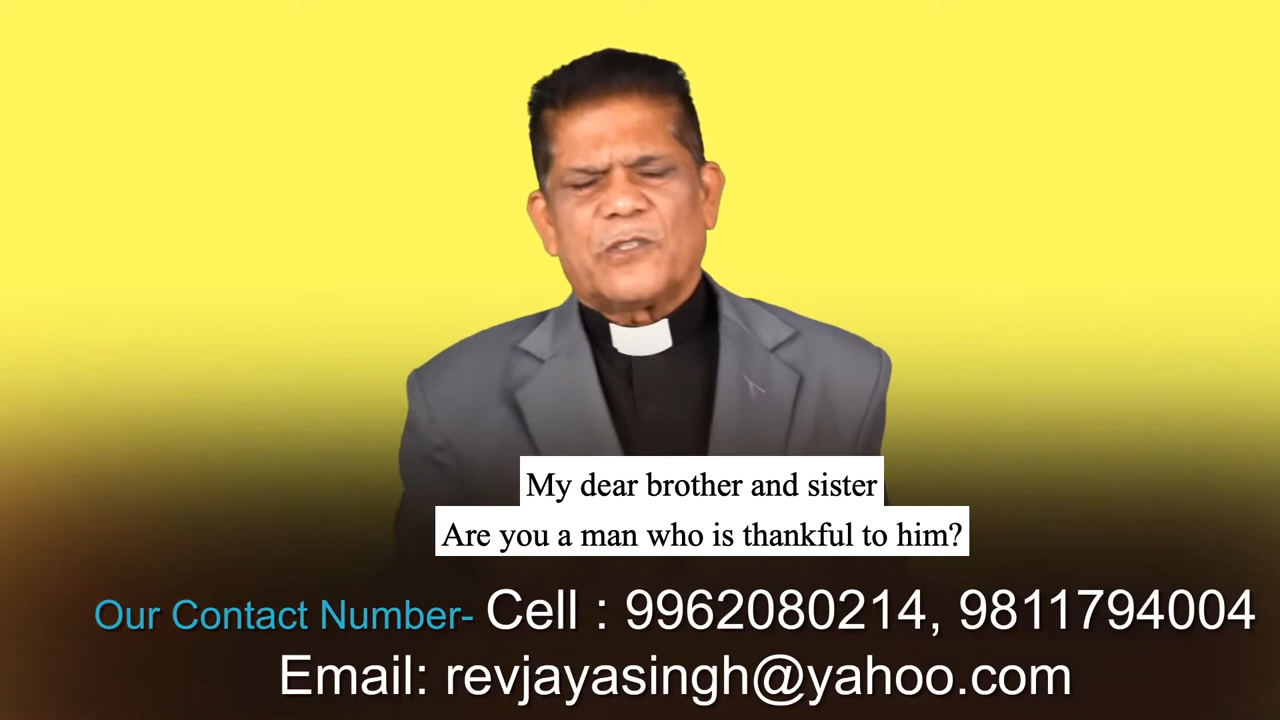 My dear brother and sister
Are you a man who is thankful to him?
Our Contact Number- Cell : 9962080214, 9811794004
Email: revjayasingh@yahoo.com